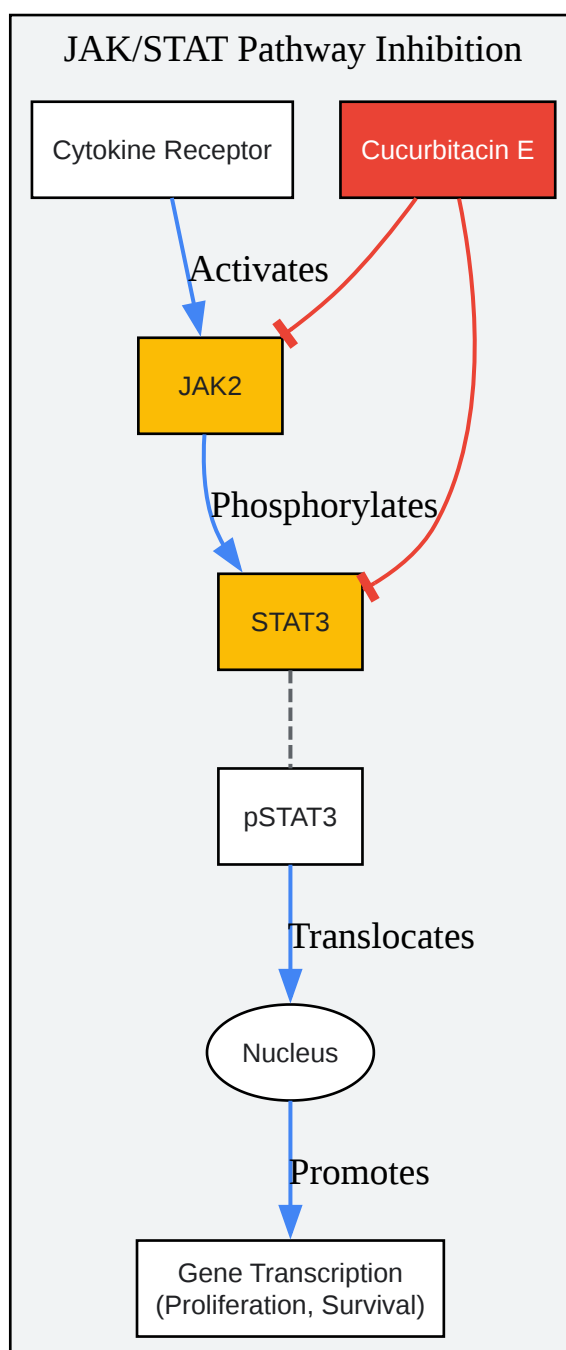 JAK/STAT Pathway Inhibition
Cytokine Receptor
Cucurbitacin E
Activates
JAK2
Phosphorylates
STAT3
pSTAT3
Translocates
Nucleus
Promotes
Gene Transcription
(Proliferation, Survival)